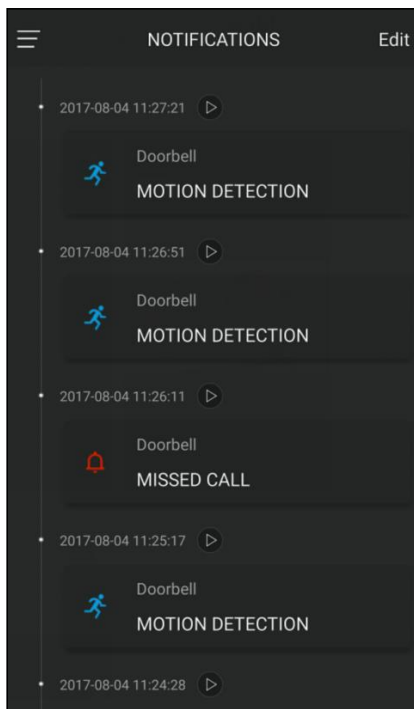 NOTIFICATIONS Edit
2017-08-04 11:27:21
Doorbell
MOTION DETECTION
2017-08-04 11:26:51
Doorbell
MOTION DETECTION
2017-08-04 11:26:11
Doorbell
MISSED CALL
2017-08-04 11:25:17
Doorbell
MOTION DETECTION
2017-08-04 11:24:28